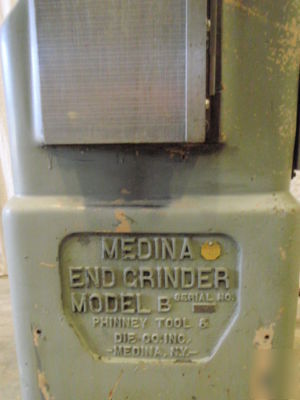 MEDINA
END GRINDER
MODEL B SERIAL NO.
PHINNEY TOOL &
DIE CO. INC.
-MEDINA, N.Y.-